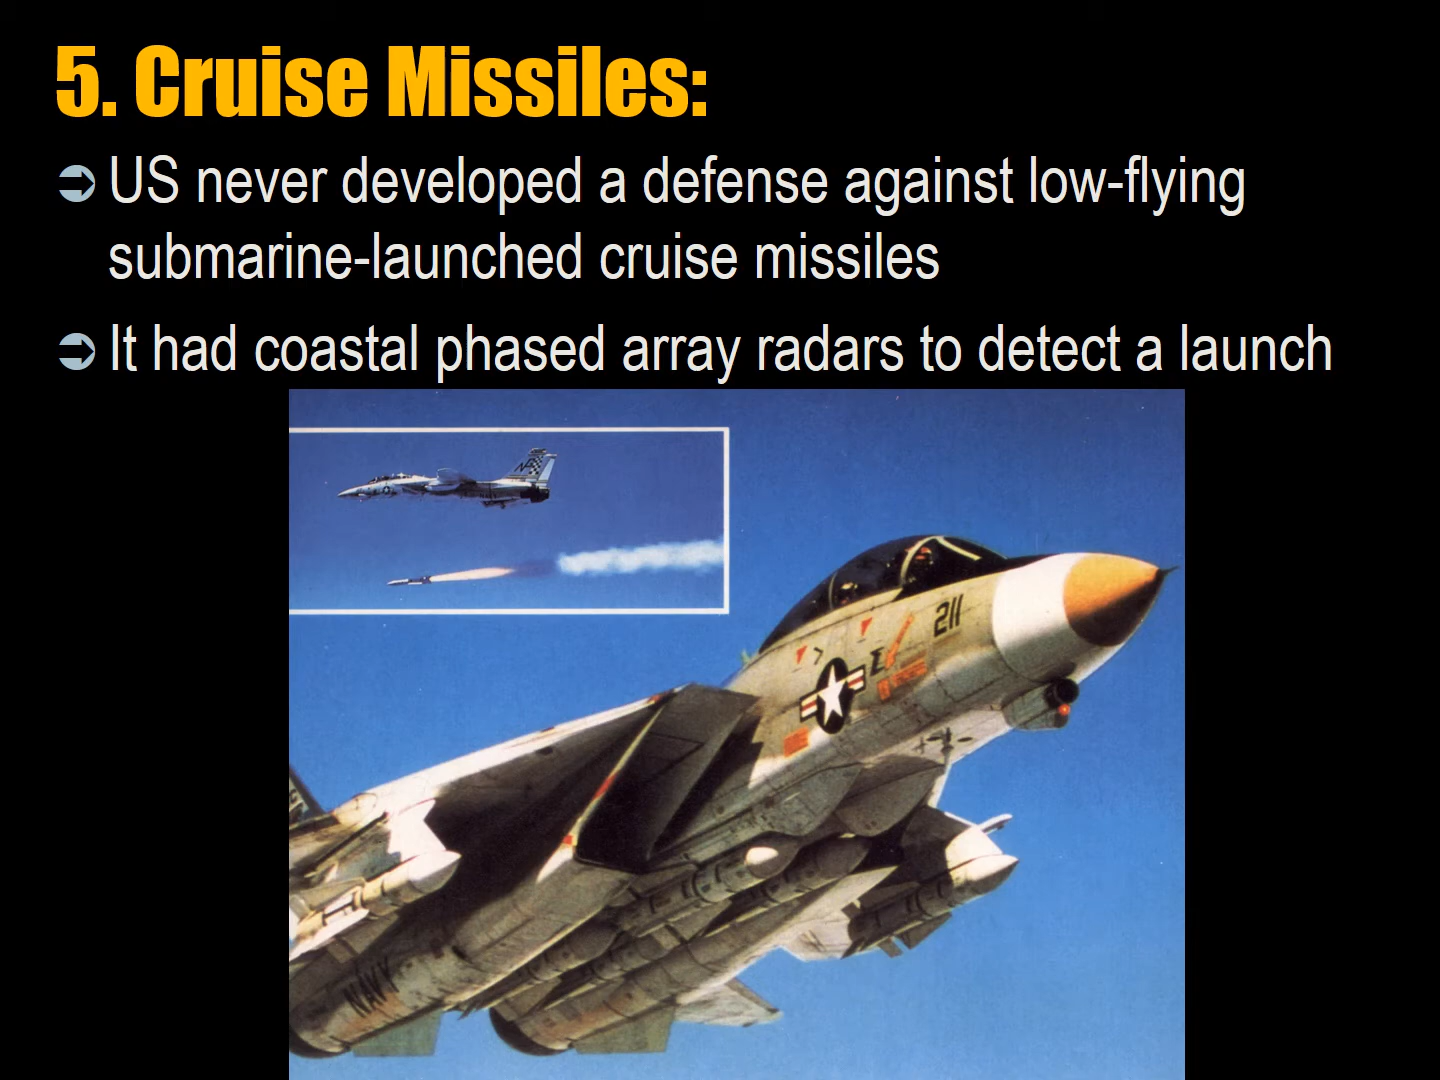 5. Cruise Missiles:
US never developed a defense against low-flying
submarine-launched cruise missiles
It had coastal phased array radars to detect a launch
211
NAVY